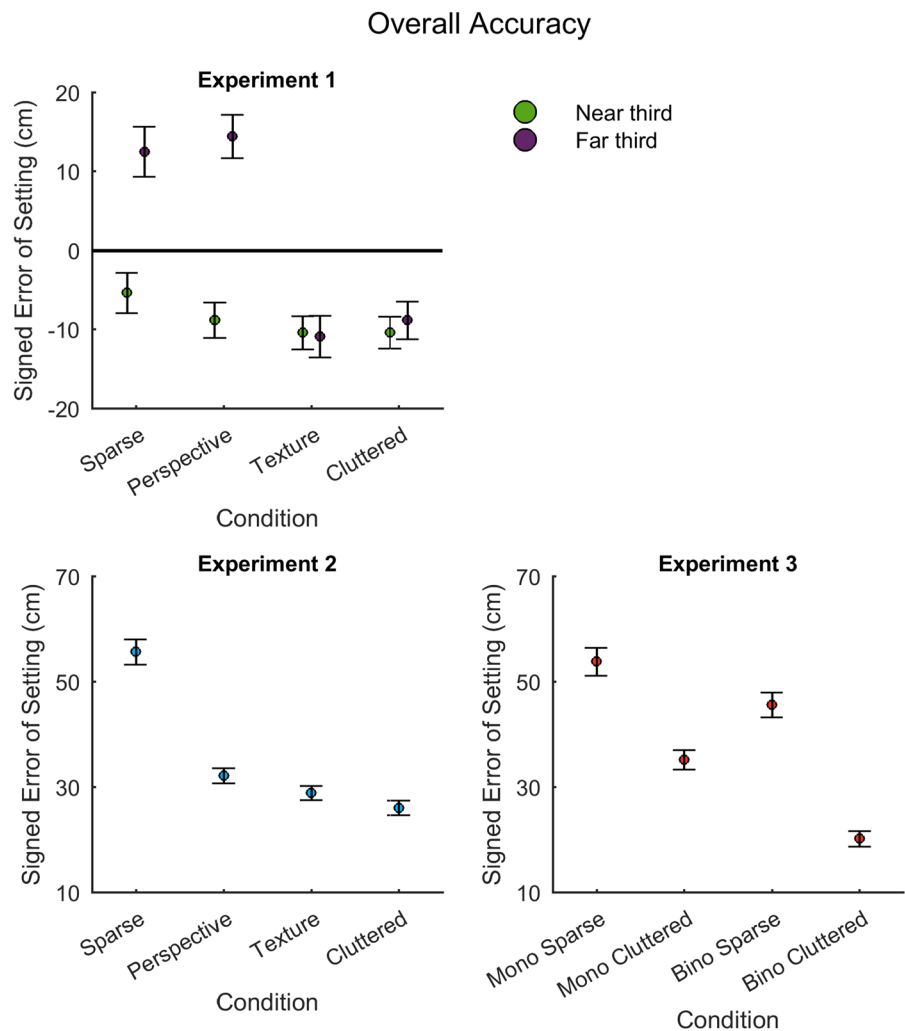 Overall Accuracy
Experiment 1
Near third
Far third
Signed Error of Setting (cm)
20
10
0
-10
-20
Sparse
Perspective
Texture
Cluttered
Condition
Experiment 2
Signed Error of Setting (cm)
70
50
30
10
Sparse
Perspective
Texture
Cluttered
Condition
Experiment 3
Signed Error of Setting (cm)
70
50
30
10
Mono Sparse
Mono Cluttered
Bino Sparse
Bino Cluttered
Condition